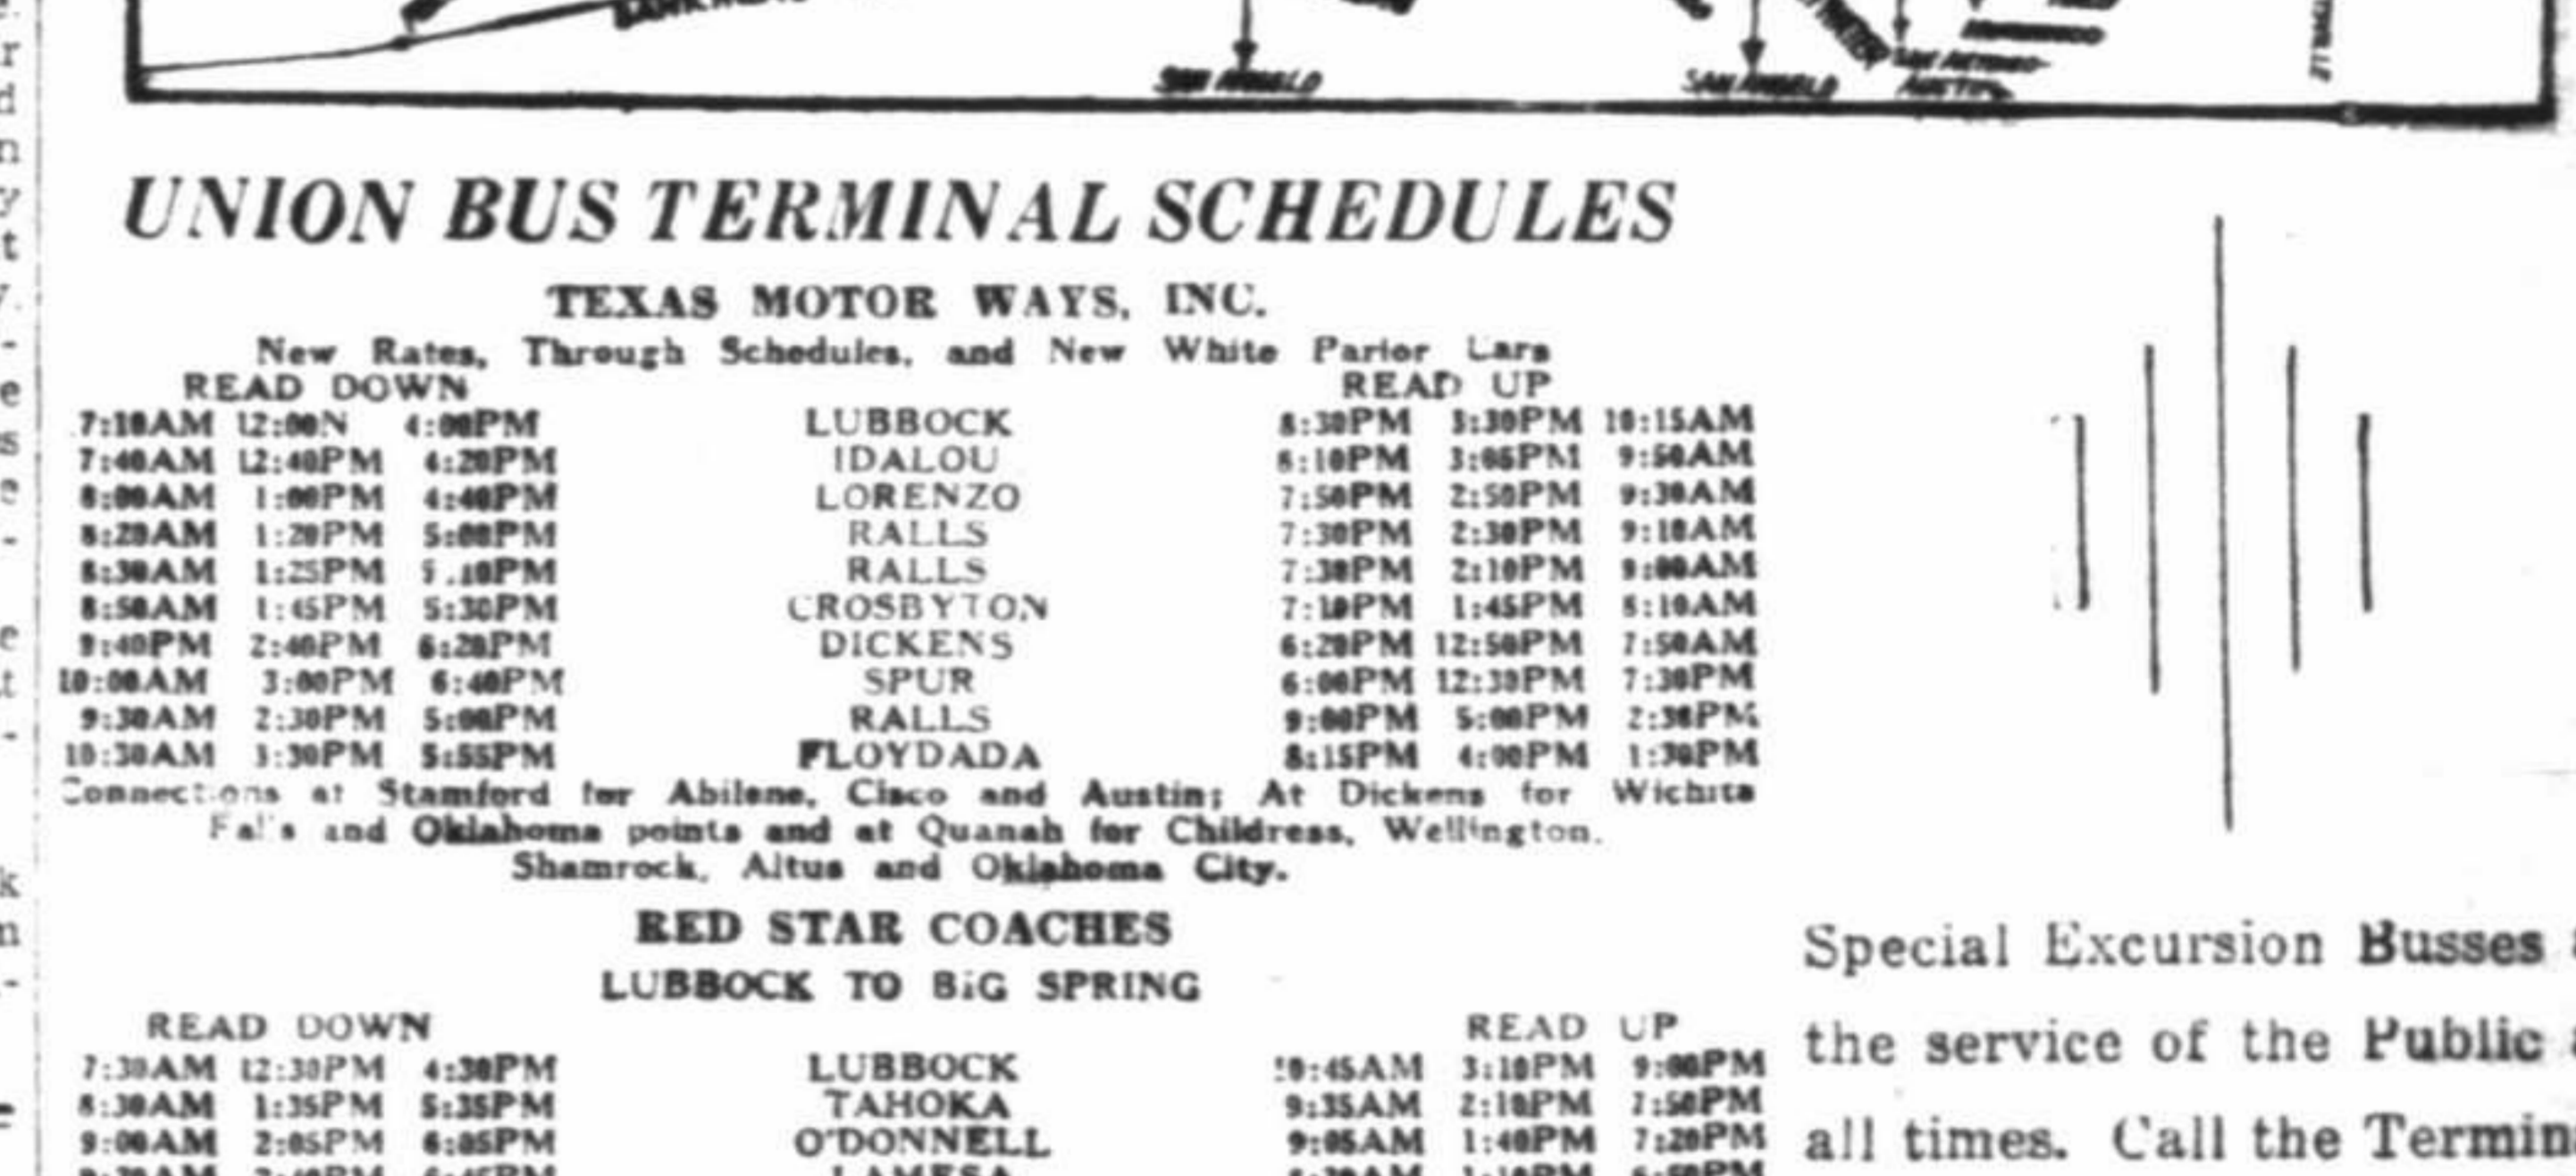 SAN ANGELO
SAN ANGELO
SAN ANTONIO
AUSTIN
UNION BUS TERMINAL SCHEDULES
TEXAS MOTOR WAYS, INC.
New Rates, Through Schedules, and New White Parlor Cars
READ DOWN READ UP
7:10AM 12:00N 4:00PM LUBBOCK 8:30PM 3:30PM 10:15AM
7:40AM 12:40PM 4:20PM IDALOU 8:10PM 3:05PM 9:50AM
8:00AM 1:00PM 4:40PM LORENZO 7:50PM 2:50PM 9:30AM
8:20AM 1:20PM 5:00PM RALLS 7:30PM 2:30PM 9:10AM
8:30AM 1:25PM 5:10PM RALLS 7:30PM 2:10PM 9:00AM
8:50AM 1:45PM 5:30PM CROSBYTON 7:10PM 1:45PM 8:10AM
9:40PM 2:40PM 6:20PM DICKENS 6:20PM 12:50PM 7:50AM
10:00AM 3:00PM 6:40PM SPUR 6:00PM 12:30PM 7:30PM
9:30AM 2:30PM 5:00PM RALLS 9:00PM 5:00PM 2:30PM
10:30AM 3:30PM 5:55PM FLOYDADA 8:15PM 4:00PM 1:30PM
Connections at Stamford for Abilene, Cisco and Austin; At Dickens for Wichita
Falls and Oklahoma points and at Quanah for Childress, Wellington,
Shamrock, Altus and Oklahoma City.
RED STAR COACHES
LUBBOCK TO BIG SPRING
READ DOWN READ UP
7:30AM 12:30PM 4:30PM LUBBOCK 10:45AM 3:10PM 9:00PM
8:30AM 1:35PM 5:35PM TAHOKA 9:35AM 2:10PM 7:50PM
9:00AM 2:05PM 6:05PM O'DONNELL 9:05AM 1:40PM 7:20PM
LAMESA
Special Excursion Busses
the service of the Public
all times. Call the Termin